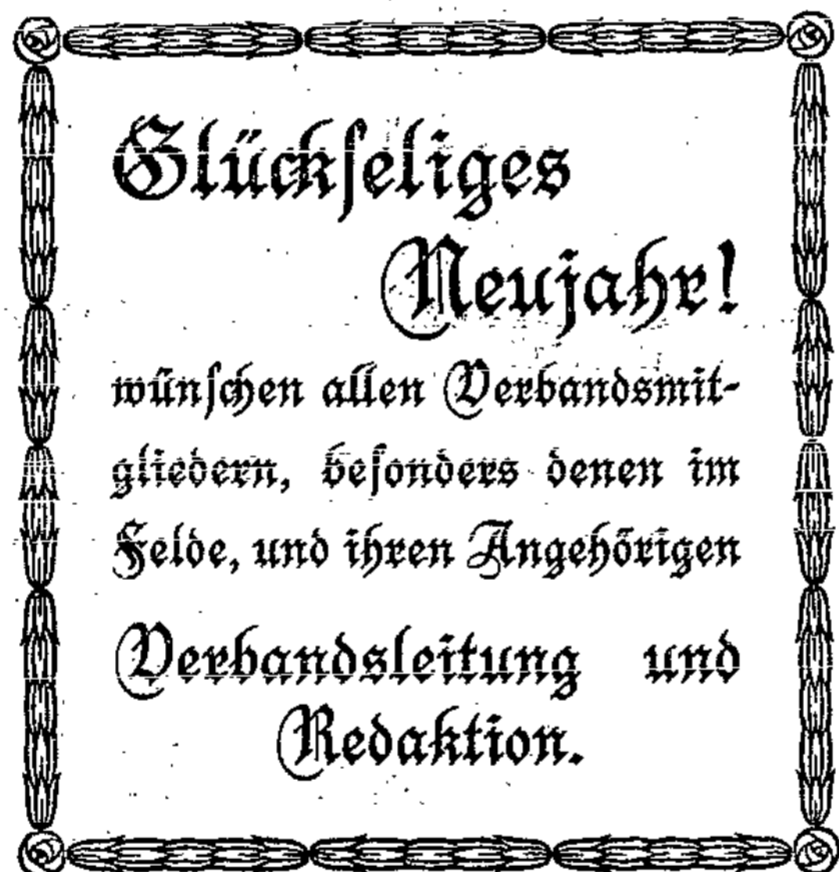 Glückseliges
Neujahr!
wünschen allen Verbandsmit-
gliedern, besonders denen im
Felde, und ihren Angehörigen
Verbandsleitung und
Redaktion.